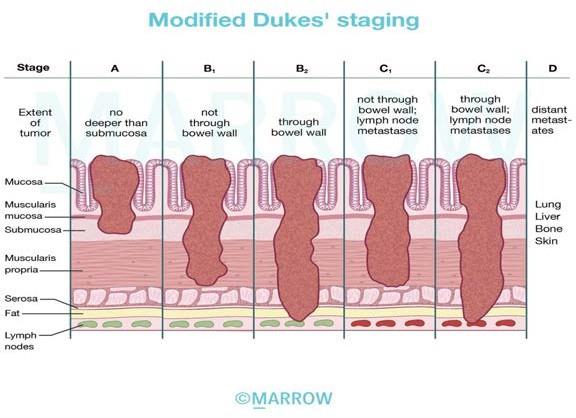 Modified Dukes' staging
Stage
A
B1
B2
C1
C2
D
Extent
of
tumor
no
deeper than
submucosa
not
through
bowel wall
through
bowel wall
not through
bowel wall;
lymph node
metastases
through
bowel wall;
lymph node
metastases
distant
metast-
ates
MARROW
Mucosa
Muscularis
mucosa
Submucosa
Muscularis
propria
Serosa
Fat
Lymph
nodes
Lung
Liver
Bone
Skin
©MARROW